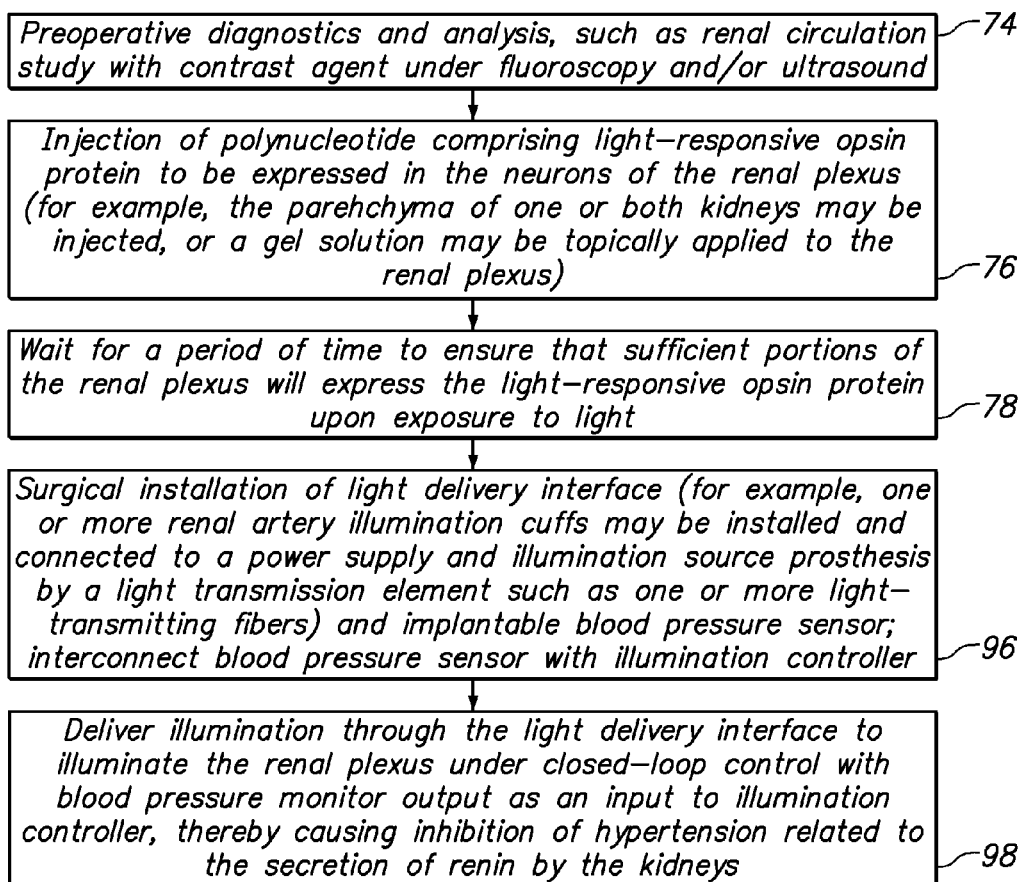 Preoperative diagnostics and analysis, such as renal circulation
study with contrast agent under fluoroscopy and/or ultrasound
74
Injection of polynucleotide comprising light-responsive opsin
protein to be expressed in the neurons of the renal plexus
(for example, the parehchyma of one or both kidneys may be
injected, or a gel solution may be topically applied to the
renal plexus)
76
Wait for a period of time to ensure that sufficient portions of
the renal plexus will express the light-responsive opsin protein
upon exposure to light
78
Surgical installation of light delivery interface (for example, one
or more renal artery illumination cuffs may be installed and
connected to a power supply and illumination source prosthesis
by a light transmission element such as one or more light-
transmitting fibers) and implantable blood pressure sensor;
interconnect blood pressure sensor with illumination controller
96
Deliver illumination through the light delivery interface to
illuminate the renal plexus under closed-loop control with
blood pressure monitor output as an input to illumination
controller, thereby causing inhibition of hypertension related to
the secretion of renin by the kidneys
98